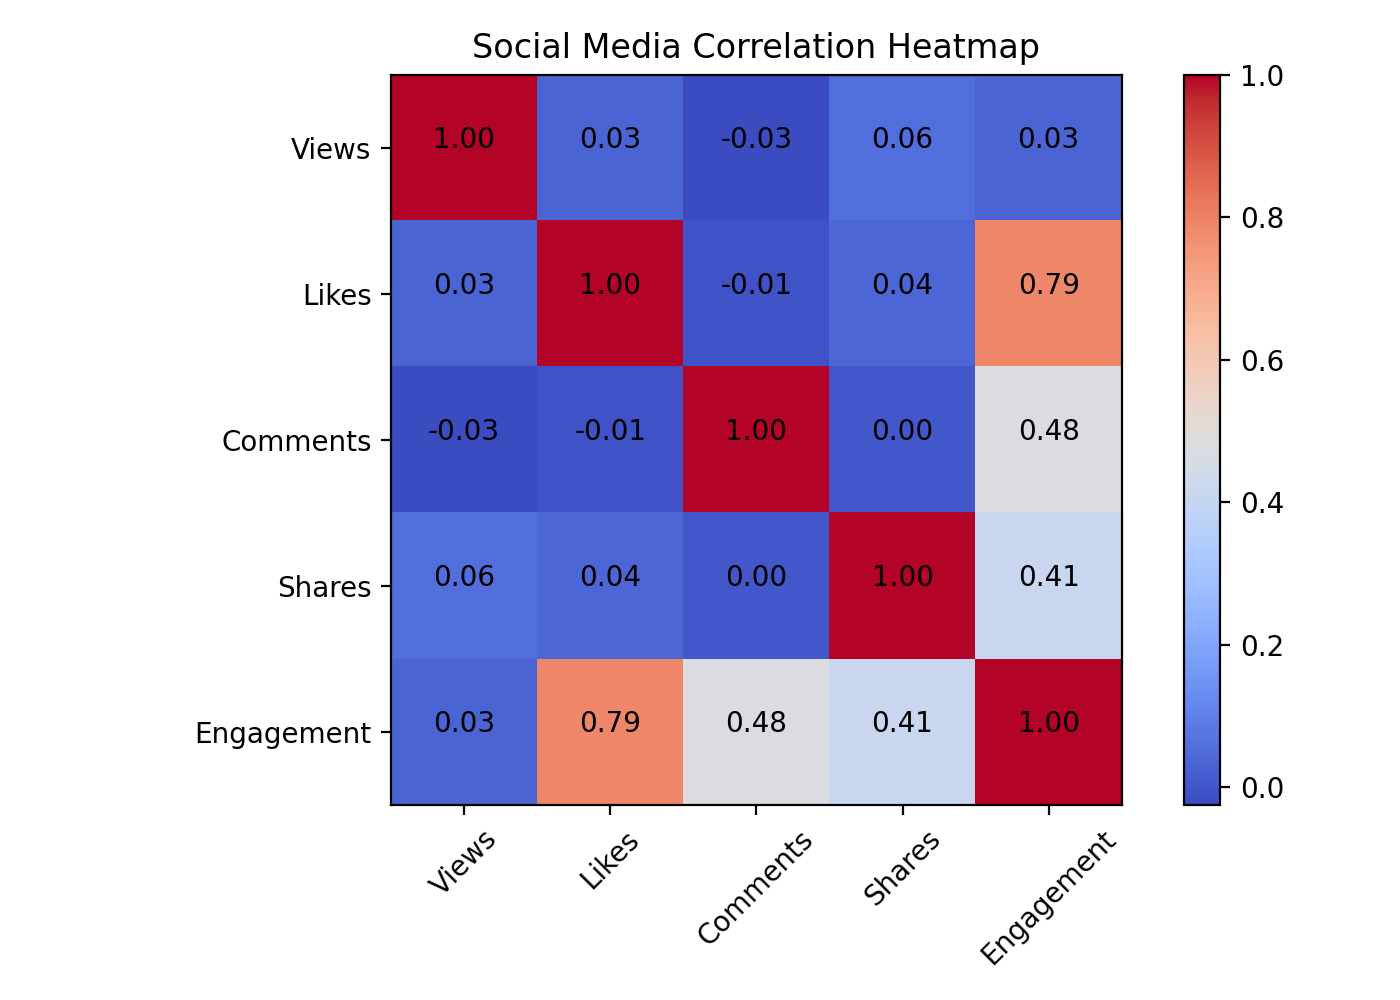 Social Media Correlation Heatmap
Views 1.00 0.03 -0.03 0.06 0.03
Likes 0.03 1.00 -0.01 0.04 0.79
Comments -0.03 -0.01 1.00 0.00 0.48
Shares 0.06 0.04 0.00 1.00 0.41
Engagement 0.03 0.79 0.48 0.41 1.00
Views Likes Comments Shares Engagement
1.0
0.8
0.6
0.4
0.2
0.0